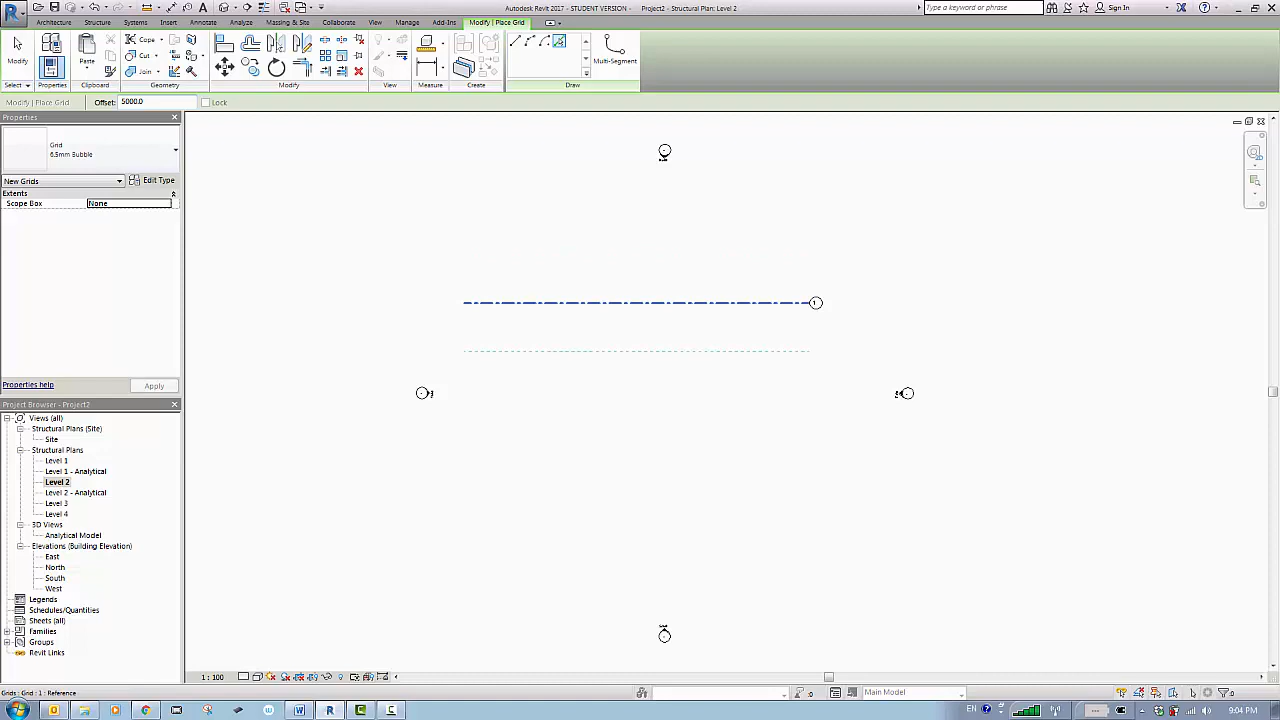 Autodesk Revit 2017 - STUDENT VERSION - Project2 - Structural Plan: Level 2
Type a keyword or phrase
Sign In
Architecture Structure Systems Insert Annotate Analyze Massing & Site Collaborate View Manage Add-Ins Modify | Place Grid
Modify
Paste
Cope
Cut
Join
Multi-Segment
Select Properties Clipboard Geometry Modify View Measure Create Draw
Modify | Place Grid Offset: 5000.0 Lock
Properties
Grid
6.5mm Bubble
New Grids
Edit Type
Extents
Scope Box None
1
Properties help
Apply
Project Browser - Project2
Views (all)
Structural Plans (Site)
Site
Structural Plans
Level 1
Level 1 - Analytical
Level 2
Level 2 - Analytical
Level 3
Level 4
3D Views
Analytical Model
Elevations (Building Elevation)
East
North
South
West
Legends
Schedules/Quantities
Sheets (all)
Families
Groups
Revit Links
1 : 100
Grids : Grid : 1 : Reference
:0
Main Model
:0
EN
9:04 PM